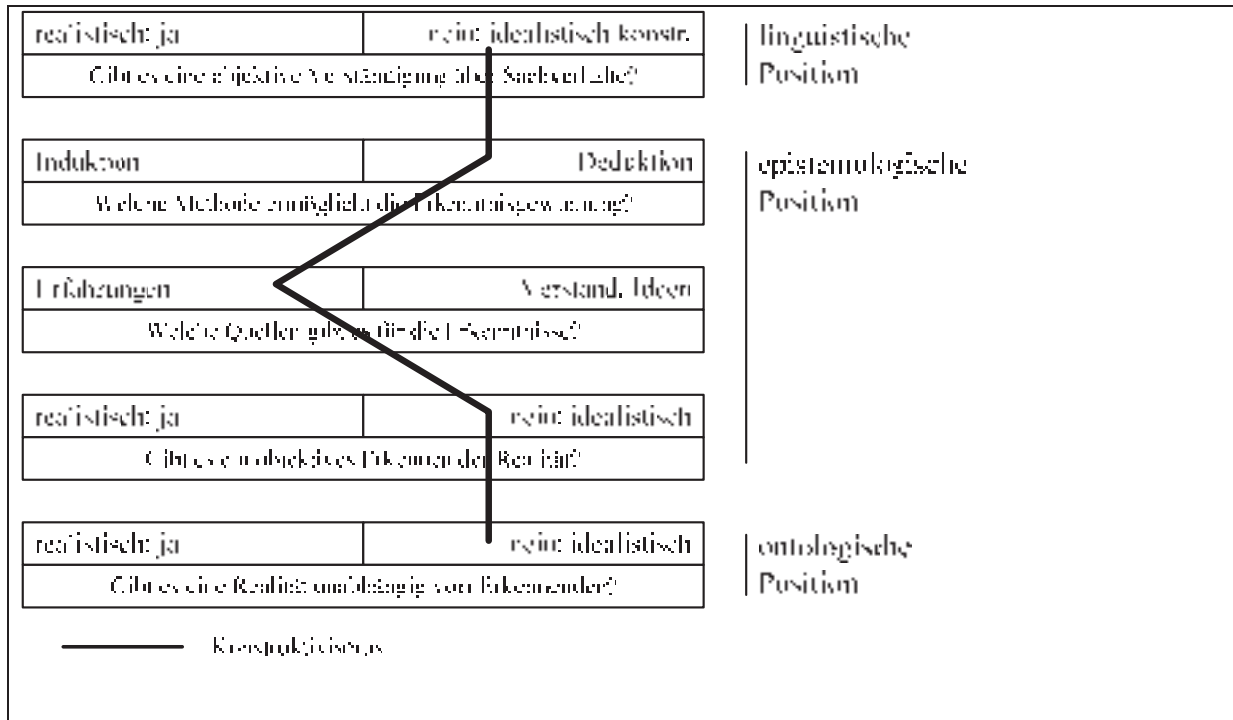 realistisch: ja
nein: idealistisch konstr.
linguistische
Position
Gibt es eine objektive Verständigung über Sachverhalte?
Induktion
Deduktion
epistemologische
Position
Welche Methode ermöglicht die Erkenntnisgewinnung?
Erfahrungen
Verstand, Ideen
Welche Quellen gibt es für die Erkenntnisse?
realistisch: ja
nein: idealistisch
Gibt es ein objektives Erkennen der Realität?
realistisch: ja
nein: idealistisch
ontologische
Position
Gibt es eine Realität unabhängig vom Erkennenden?
Konstruktivismus